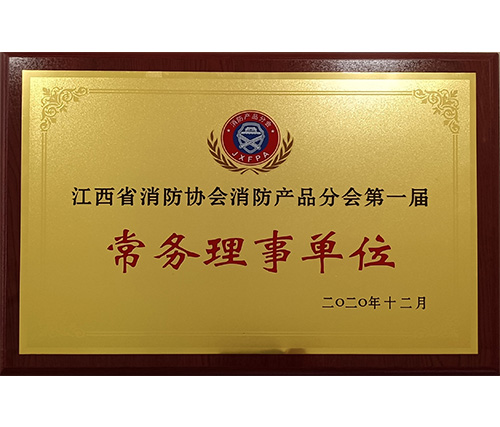 消防产品分会
JXFPA
江西省消防协会消防产品分会第一届
常务理事单位
二〇二〇年十二月